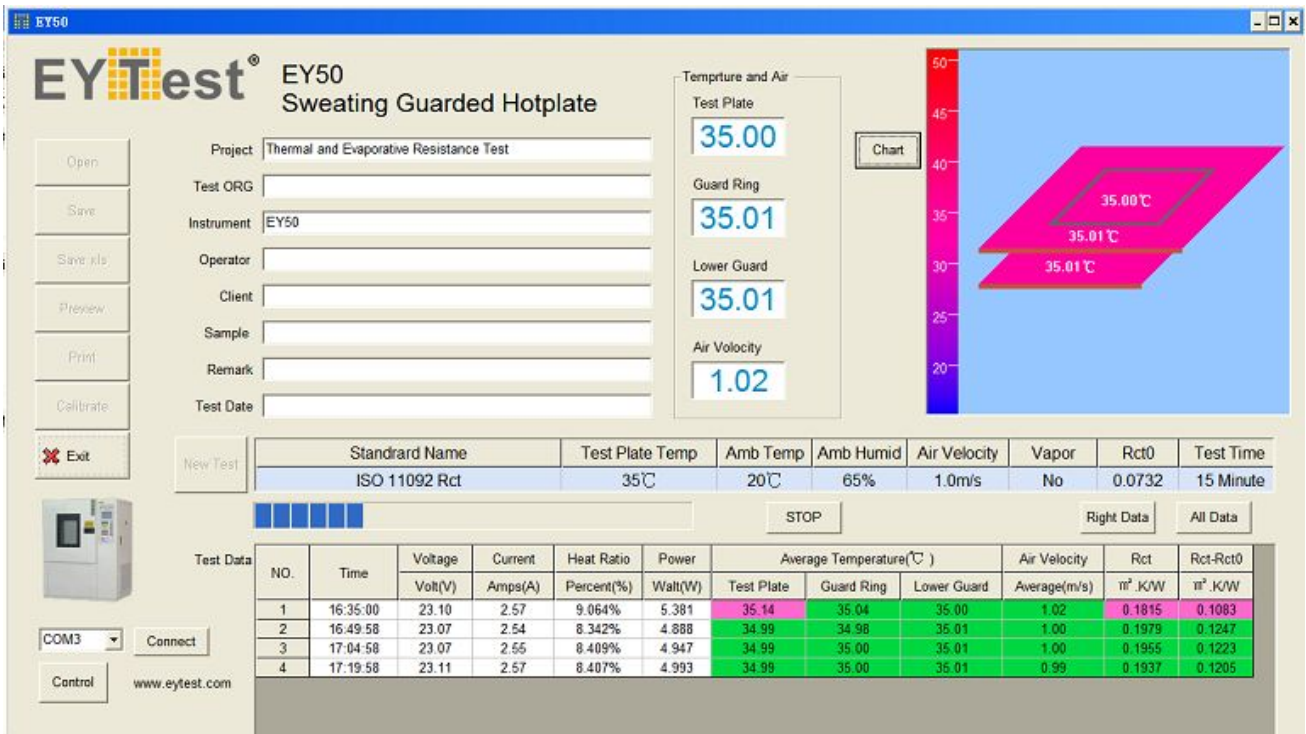 EY50
EYTest®
EY50
Sweating Guarded Hotplate
Open
Save
Save xls
Preview
Print
Calibrate
Exit
Project Thermal and Evaporative Resistance Test
Test ORG
Instrument EY50
Operator
Client
Sample
Remark
Test Date
Temprture and Air
Test Plate
35.00
Guard Ring
35.01
Lower Guard
35.01
Air Volocity
1.02
Chart
50
45
40
35
30
25
20
35.00℃
35.01℃
35.01℃
New Test
Standard Name Test Plate Temp Amb Temp Amb Humid Air Velocity Vapor Rct0 Test Time
ISO 11092 Rct 35℃ 20℃ 65% 1.0m/s No 0.0732 15 Minute
STOP Right Data All Data
Test Data
NO. Time Voltage Current Heat Ratio Power Average Temperature(℃ ) Air Velocity Rct Rct-Rct0
Volt(V) Amps(A) Percent(%) Walt(W) Test Plate Guard Ring Lower Guard Average(m/s) ㎡.K/W ㎡.K/W
1 16:35:00 23.10 2.57 9.064% 5.381 35.14 35.04 35.00 1.02 0.1815 0.1083
2 16:49:58 23.07 2.54 8.342% 4.888 34.99 34.98 35.01 1.00 0.1979 0.1247
3 17:04:58 23.07 2.55 8.409% 4.947 34.99 35.00 35.01 1.00 0.1955 0.1223
4 17:19:58 23.11 2.57 8.407% 4.993 34.99 35.00 35.01 0.99 0.1937 0.1205
COM3 Connect
Control www.eytest.com